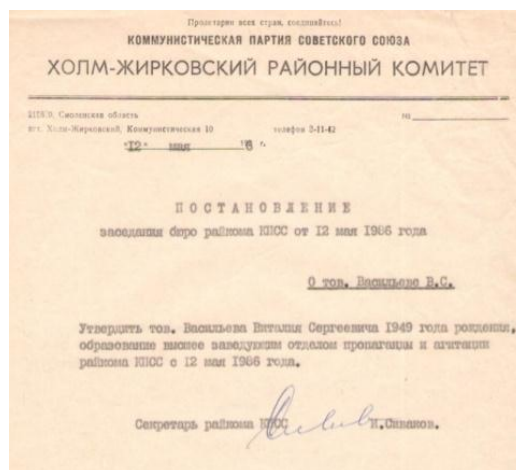 Пролетарии всех стран, соединяйтесь!
КОММУНИСТИЧЕСКАЯ ПАРТИЯ СОВЕТСКОГО СОЮЗА
ХОЛМ-ЖИРКОВСКИЙ РАЙОННЫЙ КОМИТЕТ
Смоленская область на
пгт. Холм-Жирковский, Коммунистическая 10 телефон 2-11-42
"12" мая 6 г.
ПОСТАНОВЛЕНИЕ
заседания бюро райкома КПСС от 12 мая 1986 года
О тов. Васильеве В.С.
Утвердить тов. Васильева Виталия Сергеевича 1949 года рождения,
образование высшее заведующим отделом пропаганды и агитации
райкома КПСС с 12 мая 1986 года.
Секретарь райкома КПСС И.Сиваков.